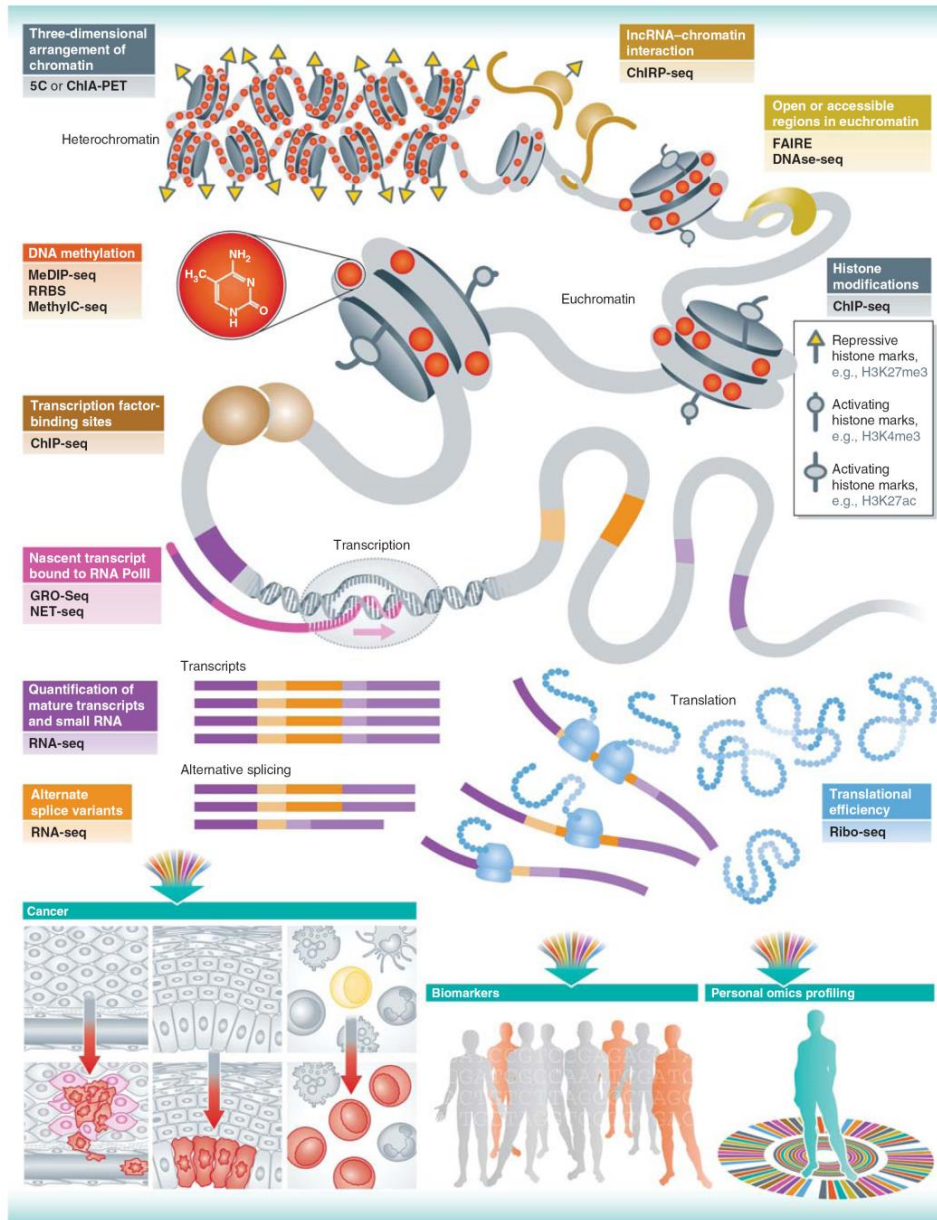 Three-dimensional
arrangement of
chromatin
5C or ChIA-PET
Heterochromatin
lncRNA–chromatin
interaction
ChIRP-seq
Open or accessible
regions in euchromatin
FAIRE
DNAse-seq
DNA methylation
MeDIP-seq
RRBS
MethylC-seq
NH2
H3C
N
N
H
O
Euchromatin
Histone
modifications
ChIP-seq
Repressive
histone marks,
e.g., H3K27me3
Activating
histone marks,
e.g., H3K4me3
Activating
histone marks,
e.g., H3K27ac
Transcription factor-
binding sites
ChIP-seq
Nascent transcript
bound to RNA PolII
GRO-Seq
NET-seq
Transcription
Quantification of
mature transcripts
and small RNA
RNA-seq
Transcripts
Translation
Alternate
splice variants
RNA-seq
Alternative splicing
Translational
efficiency
Ribo-seq
Cancer
Biomarkers
Personal omics profiling